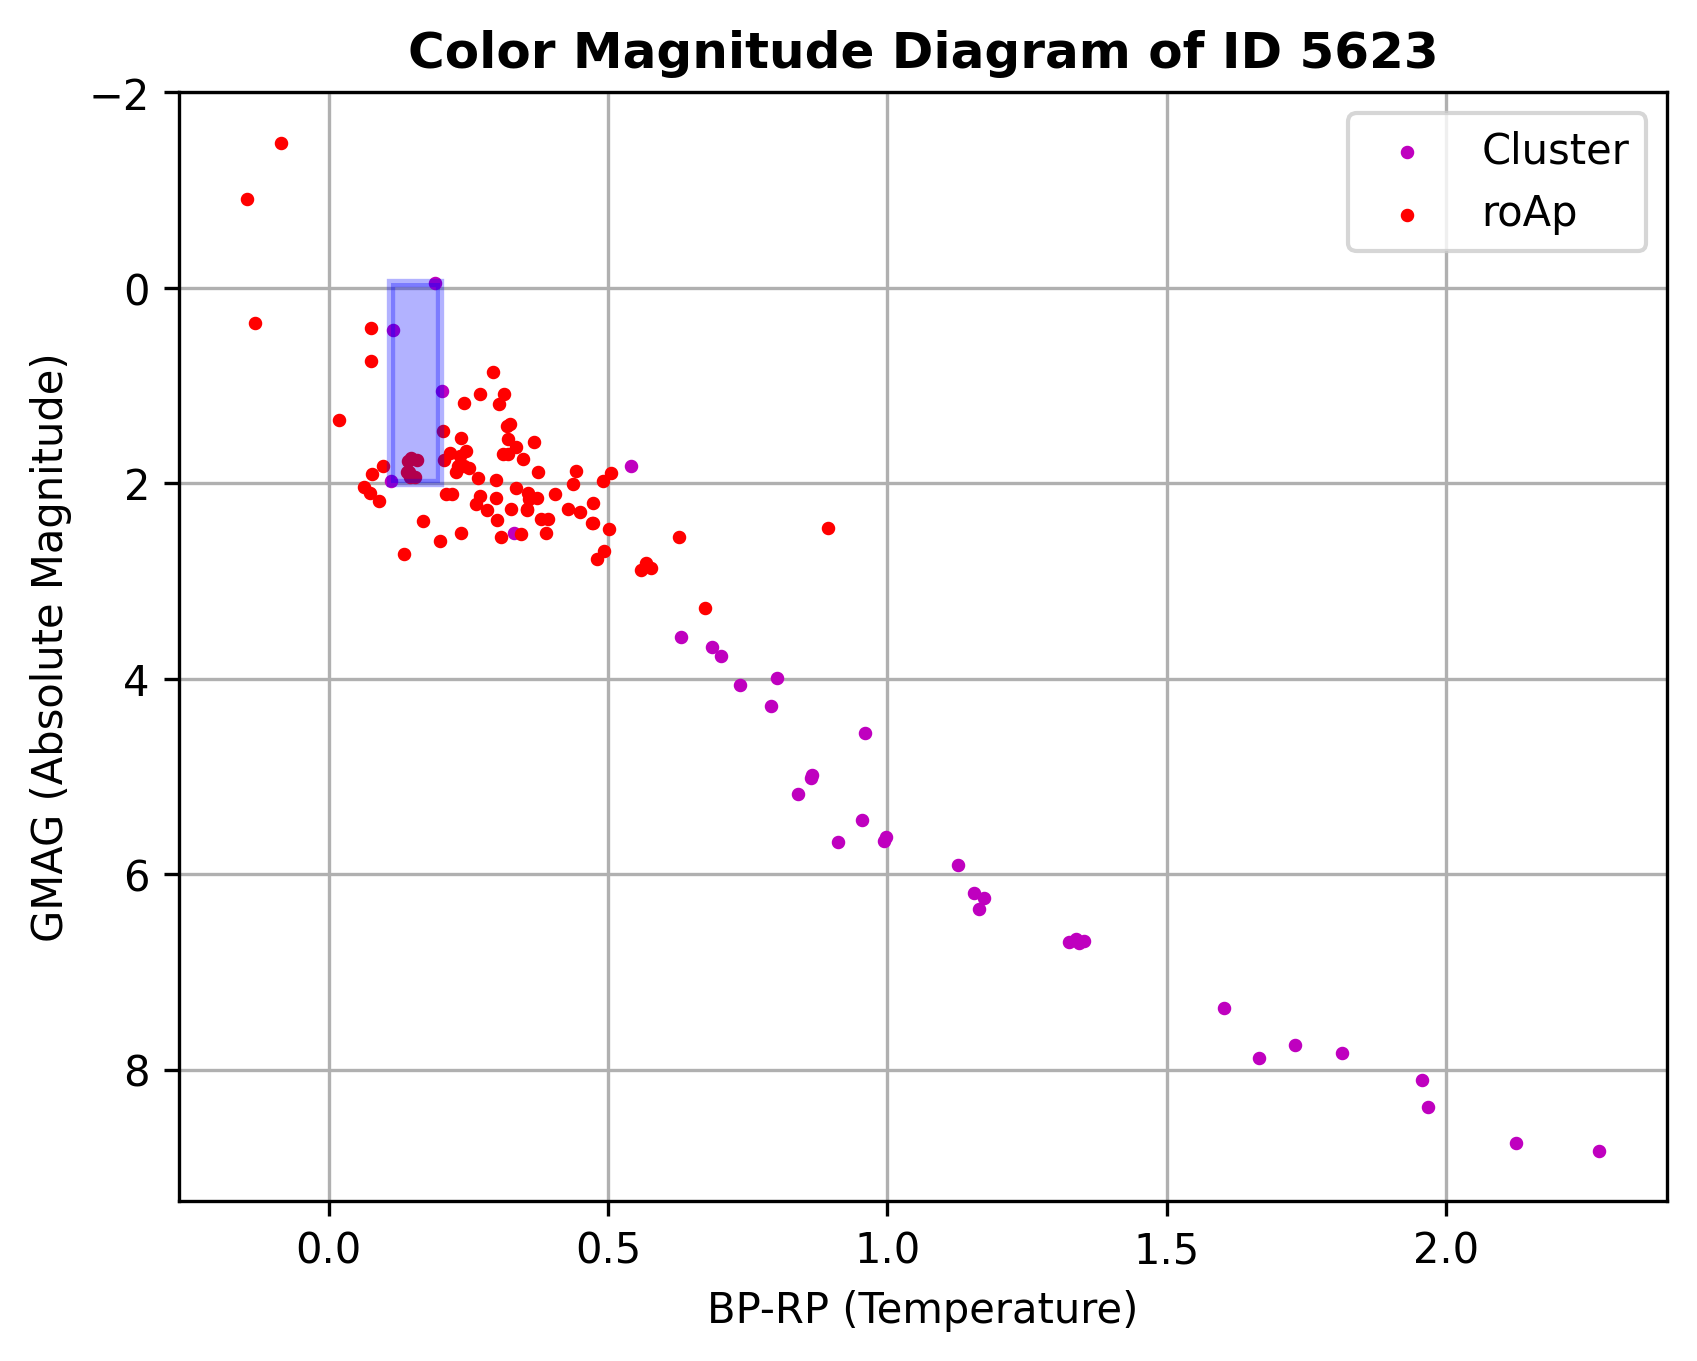 Color Magnitude Diagram of ID 5623
Cluster
roAp
−2
0
2
4
6
8
GMAG (Absolute Magnitude)
0.0 0.5 1.0 1.5 2.0
BP-RP (Temperature)